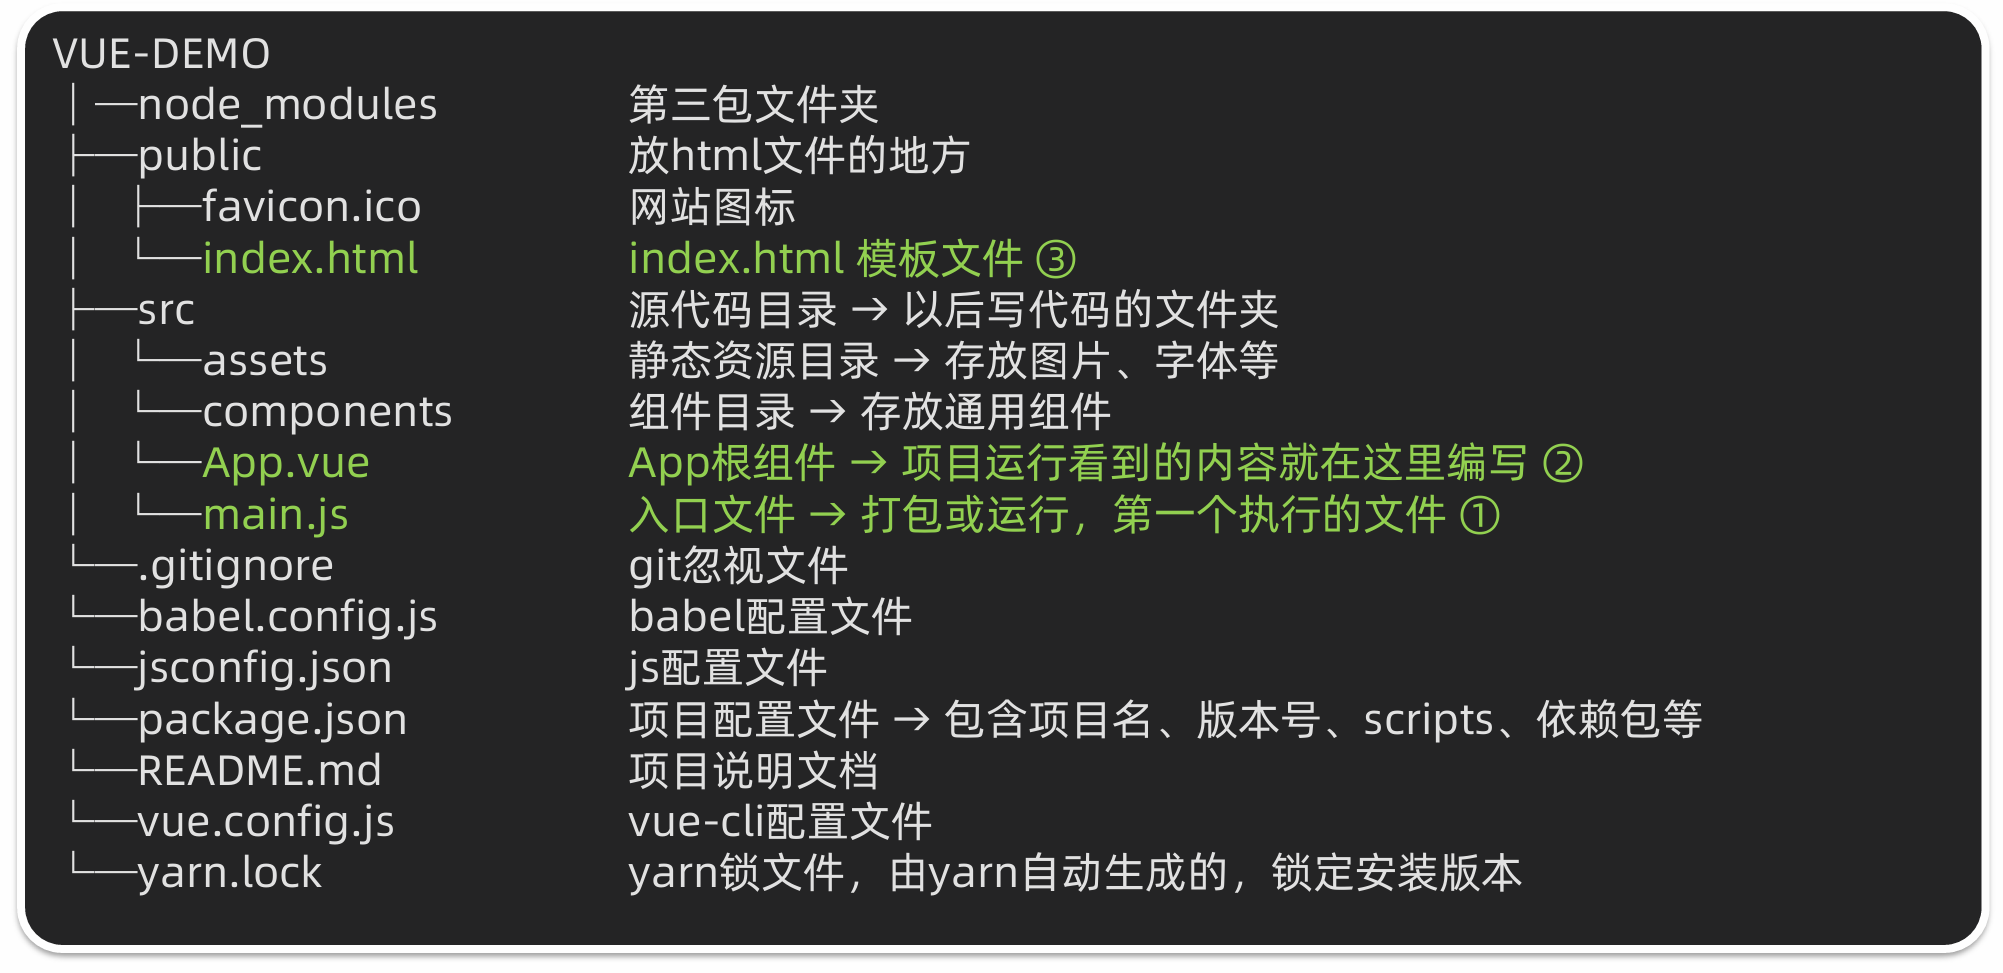 VUE-DEMO
│ ─node_modules 第三包文件夹
├──public 放html文件的地方
│ ├──favicon.ico 网站图标
│ └──index.html index.html 模板文件 ③
├──src 源代码目录 → 以后写代码的文件夹
│ └──assets 静态资源目录 → 存放图片、字体等
│ └──components 组件目录 → 存放通用组件
│ └──App.vue App根组件 → 项目运行看到的内容就在这里编写 ②
│ └──main.js 入口文件 → 打包或运行，第一个执行的文件 ①
└──.gitignore git忽视文件
└──babel.config.js babel配置文件
└──jsconfig.json js配置文件
└──package.json 项目配置文件 → 包含项目名、版本号、scripts、依赖包等
└──README.md 项目说明文档
└──vue.config.js vue-cli配置文件
└──yarn.lock yarn锁文件，由yarn自动生成的，锁定安装版本